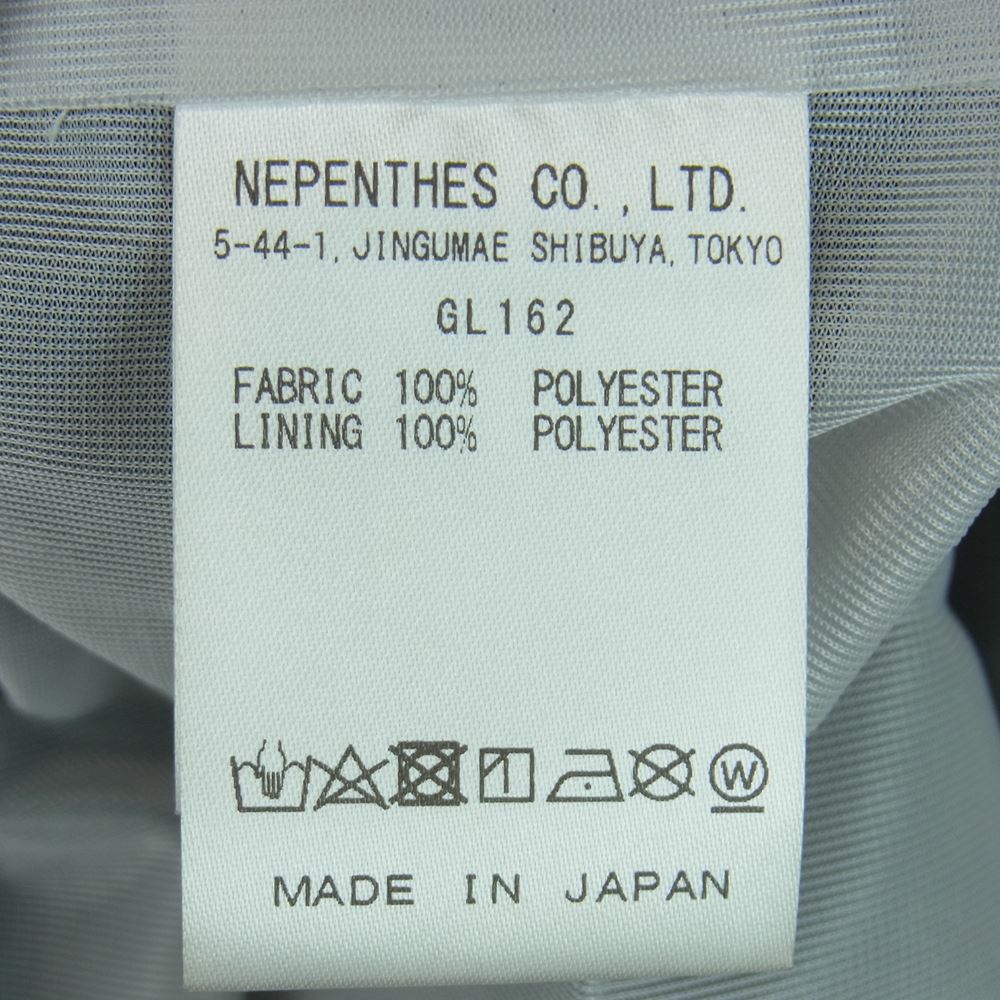 NEPENTHES CO.,LTD.
5-44-1, JINGUMAE SHIBUYA, TOKYO
GL162
FABRIC 100% POLYESTER
LINING 100% POLYESTER
W
MADE IN JAPAN